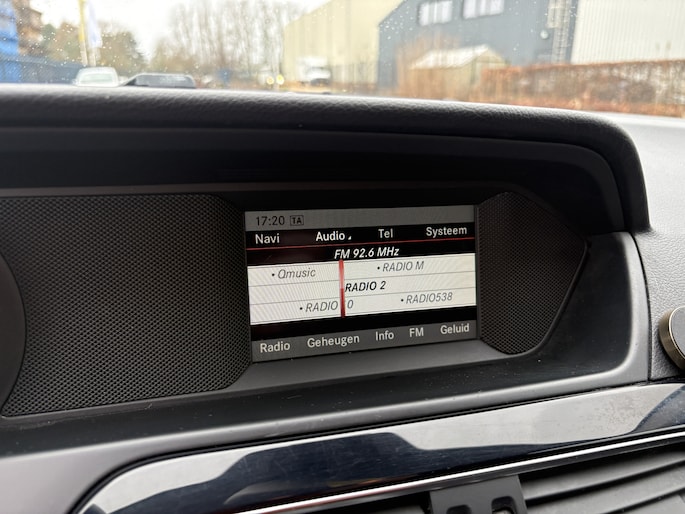 17:20 TA
Navi Audio Tel Systeem
FM 92.6 MHz
• Qmusic • RADIO M
RADIO 2
• RADIO 0 • RADIO538
Radio Geheugen Info FM Geluid